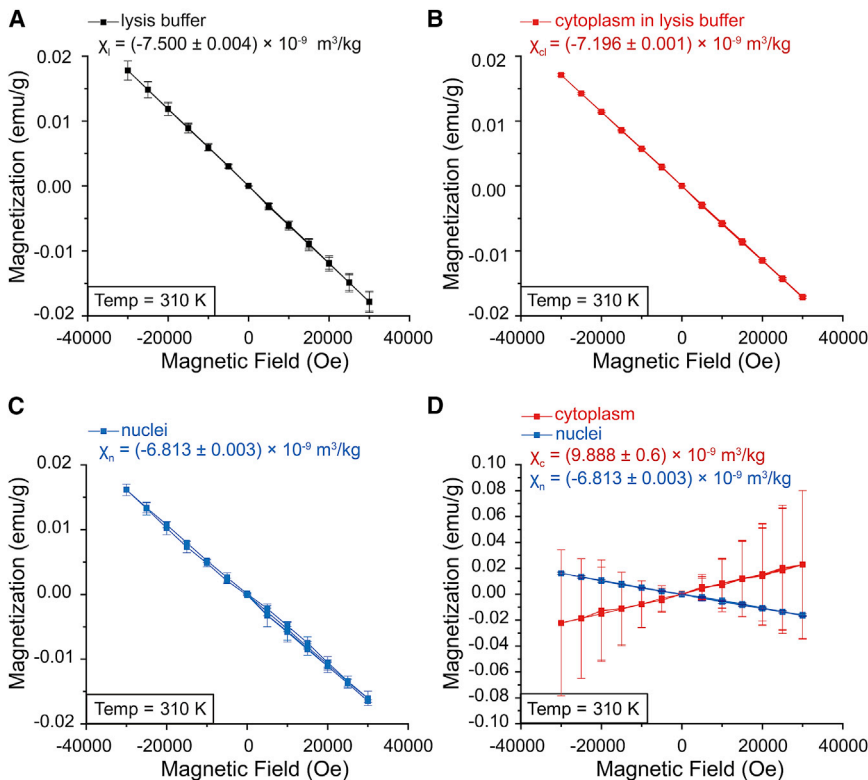 A
lysis buffer
χl = (-7.500 ± 0.004) × 10⁻⁹ m³/kg
0.02
0.01
0.00
-0.01
-0.02
Magnetization (emu/g)
Temp = 310 K
-40000 -20000 0 20000 40000
Magnetic Field (Oe)
B
cytoplasm in lysis buffer
χcl = (-7.196 ± 0.001) × 10⁻⁹ m³/kg
0.02
0.01
0.00
-0.01
-0.02
Magnetization (emu/g)
Temp = 310 K
-40000 -20000 0 20000 40000
Magnetic Field (Oe)
C
nuclei
χn = (-6.813 ± 0.003) × 10⁻⁹ m³/kg
0.02
0.01
0.00
-0.01
-0.02
Magnetization (emu/g)
Temp = 310 K
-40000 -20000 0 20000 40000
Magnetic Field (Oe)
D
cytoplasm
nuclei
χc = (9.888 ± 0.6) × 10⁻⁹ m³/kg
χn = (-6.813 ± 0.003) × 10⁻⁹ m³/kg
0.10
0.08
0.06
0.04
0.02
0.00
-0.02
-0.04
-0.06
-0.08
0.10
Magnetization (emu/g)
Temp = 310 K
-40000 -20000 0 20000 40000
Magnetic Field (Oe)